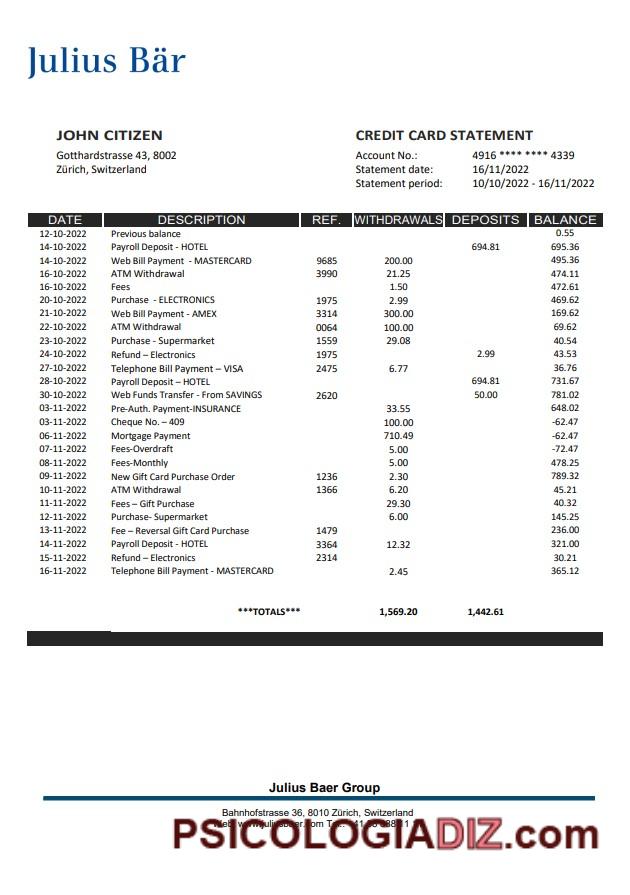 Julius Bär
JOHN CITIZEN
Gotthardstrasse 43, 8002
Zürich, Switzerland
CREDIT CARD STATEMENT
Account No.: 4916 **** **** 4339
Statement date: 16/11/2022
Statement period: 10/10/2022 - 16/11/2022
DATE DESCRIPTION REF. WITHDRAWALS DEPOSITS BALANCE
12-10-2022 Previous balance 0.55
14-10-2022 Payroll Deposit - HOTEL 694.81 695.36
14-10-2022 Web Bill Payment - MASTERCARD 9685 200.00 495.36
16-10-2022 ATM Withdrawal 3990 21.25 474.11
16-10-2022 Fees 1.50 472.61
20-10-2022 Purchase - ELECTRONICS 1975 2.99 469.62
21-10-2022 Web Bill Payment - AMEX 3314 300.00 169.62
22-10-2022 ATM Withdrawal 0064 100.00 69.62
23-10-2022 Purchase - Supermarket 1559 29.08 40.54
24-10-2022 Refund – Electronics 1975 2.99 43.53
27-10-2022 Telephone Bill Payment – VISA 2475 6.77 36.76
28-10-2022 Payroll Deposit – HOTEL 694.81 731.67
30-10-2022 Web Funds Transfer - From SAVINGS 2620 50.00 781.02
03-11-2022 Pre-Auth. Payment-INSURANCE 33.55 648.02
03-11-2022 Cheque No. – 409 100.00 -62.47
06-11-2022 Mortgage Payment 710.49 -62.47
07-11-2022 Fees-Overdraft 5.00 -72.47
08-11-2022 Fees-Monthly 5.00 478.25
09-11-2022 New Gift Card Purchase Order 1236 2.30 789.32
10-11-2022 ATM Withdrawal 1366 6.20 45.21
11-11-2022 Fees – Gift Purchase 29.30 40.32
12-11-2022 Purchase- Supermarket 6.00 145.25
13-11-2022 Fee – Reversal Gift Card Purchase 1479 236.00
14-11-2022 Payroll Deposit - HOTEL 3364 12.32 321.00
15-11-2022 Refund – Electronics 2314 30.21
16-11-2022 Telephone Bill Payment - MASTERCARD 2.45 365.12
***TOTALS*** 1,569.20 1,442.61
Julius Baer Group
Bahnhofstrasse 36, 8010 Zürich, Switzerland
PSICOLOGIADIZ.com